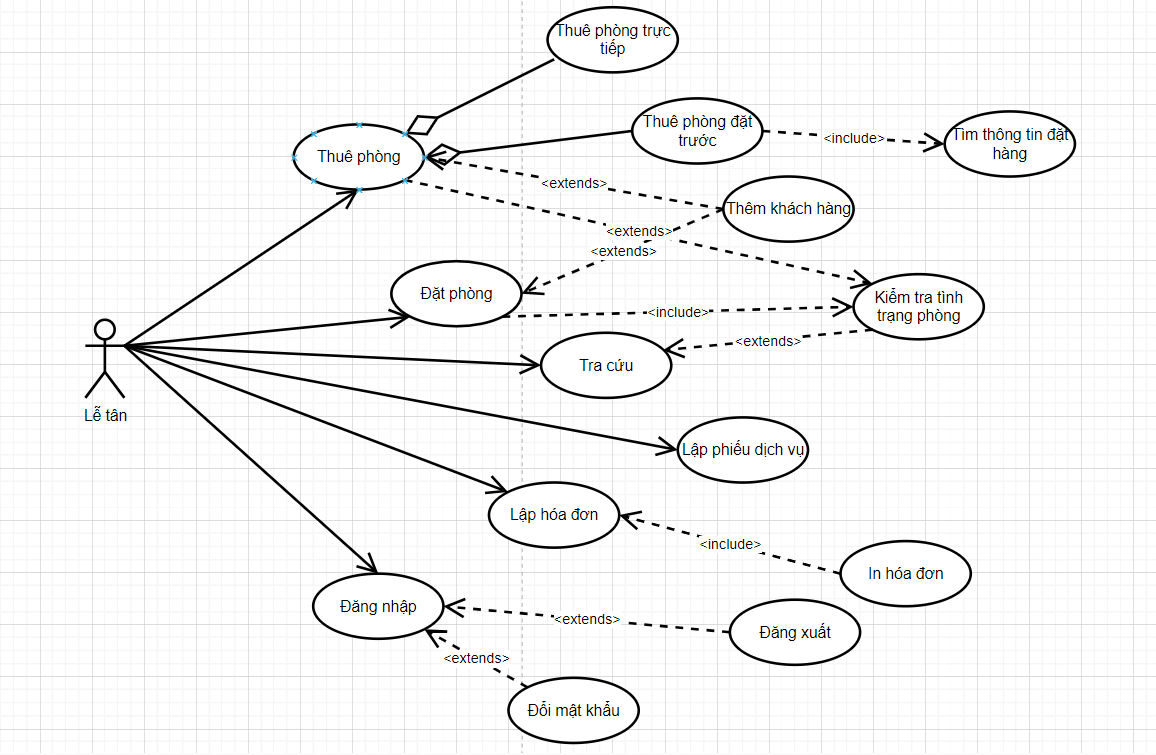 Thuê phòng trực
tiếp
Thuê phòng đặt
trước
<include>
Tìm thông tin đặt
hàng
Thuê phòng
<extends>
Thêm khách hàng
<extends>
<extends>
Đặt phòng
<include>
Kiểm tra tình
trạng phòng
<extends>
Tra cứu
Lễ tân
Lập phiếu dịch vụ
Lập hóa đơn
<include>
In hóa đơn
Đăng nhập
<extends>
Đăng xuất
<extends>
Đổi mật khẩu